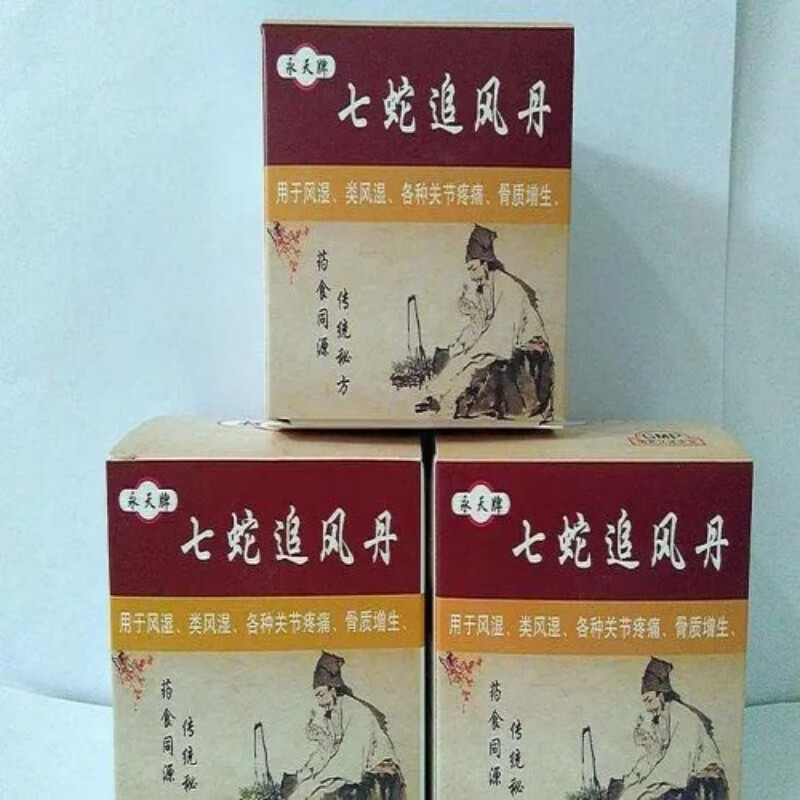 永天牌
七蛇追风丹
用于风湿、类风湿、各种关节疼痛、骨质增生、
传统秘方
药食同源
GMP
永天牌
七蛇追风丹
用于风湿、类风湿、各种关节疼痛、骨质增生、
传统秘
药食同源
永天牌
七蛇追风丹
用于风湿、类风湿、各种关节疼痛、骨质增生、
传统秘
药食同源